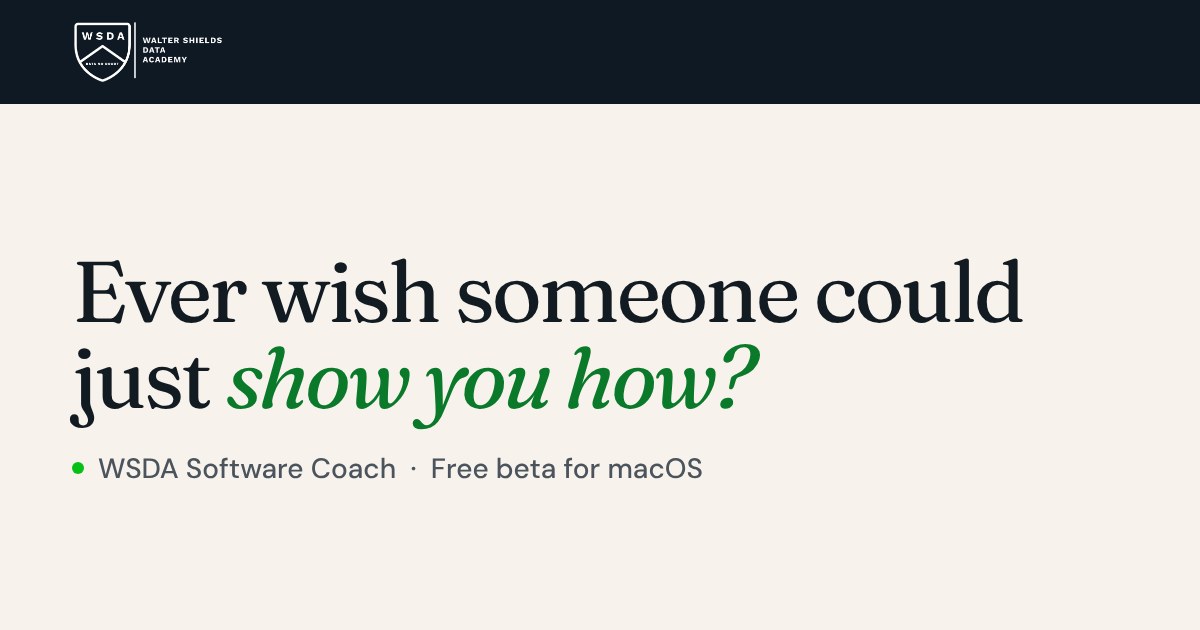 WSDA
WALTER SHIELDS
DATA
ACADEMY
Ever wish someone could
just show you how?
WSDA Software Coach · Free beta for macOS